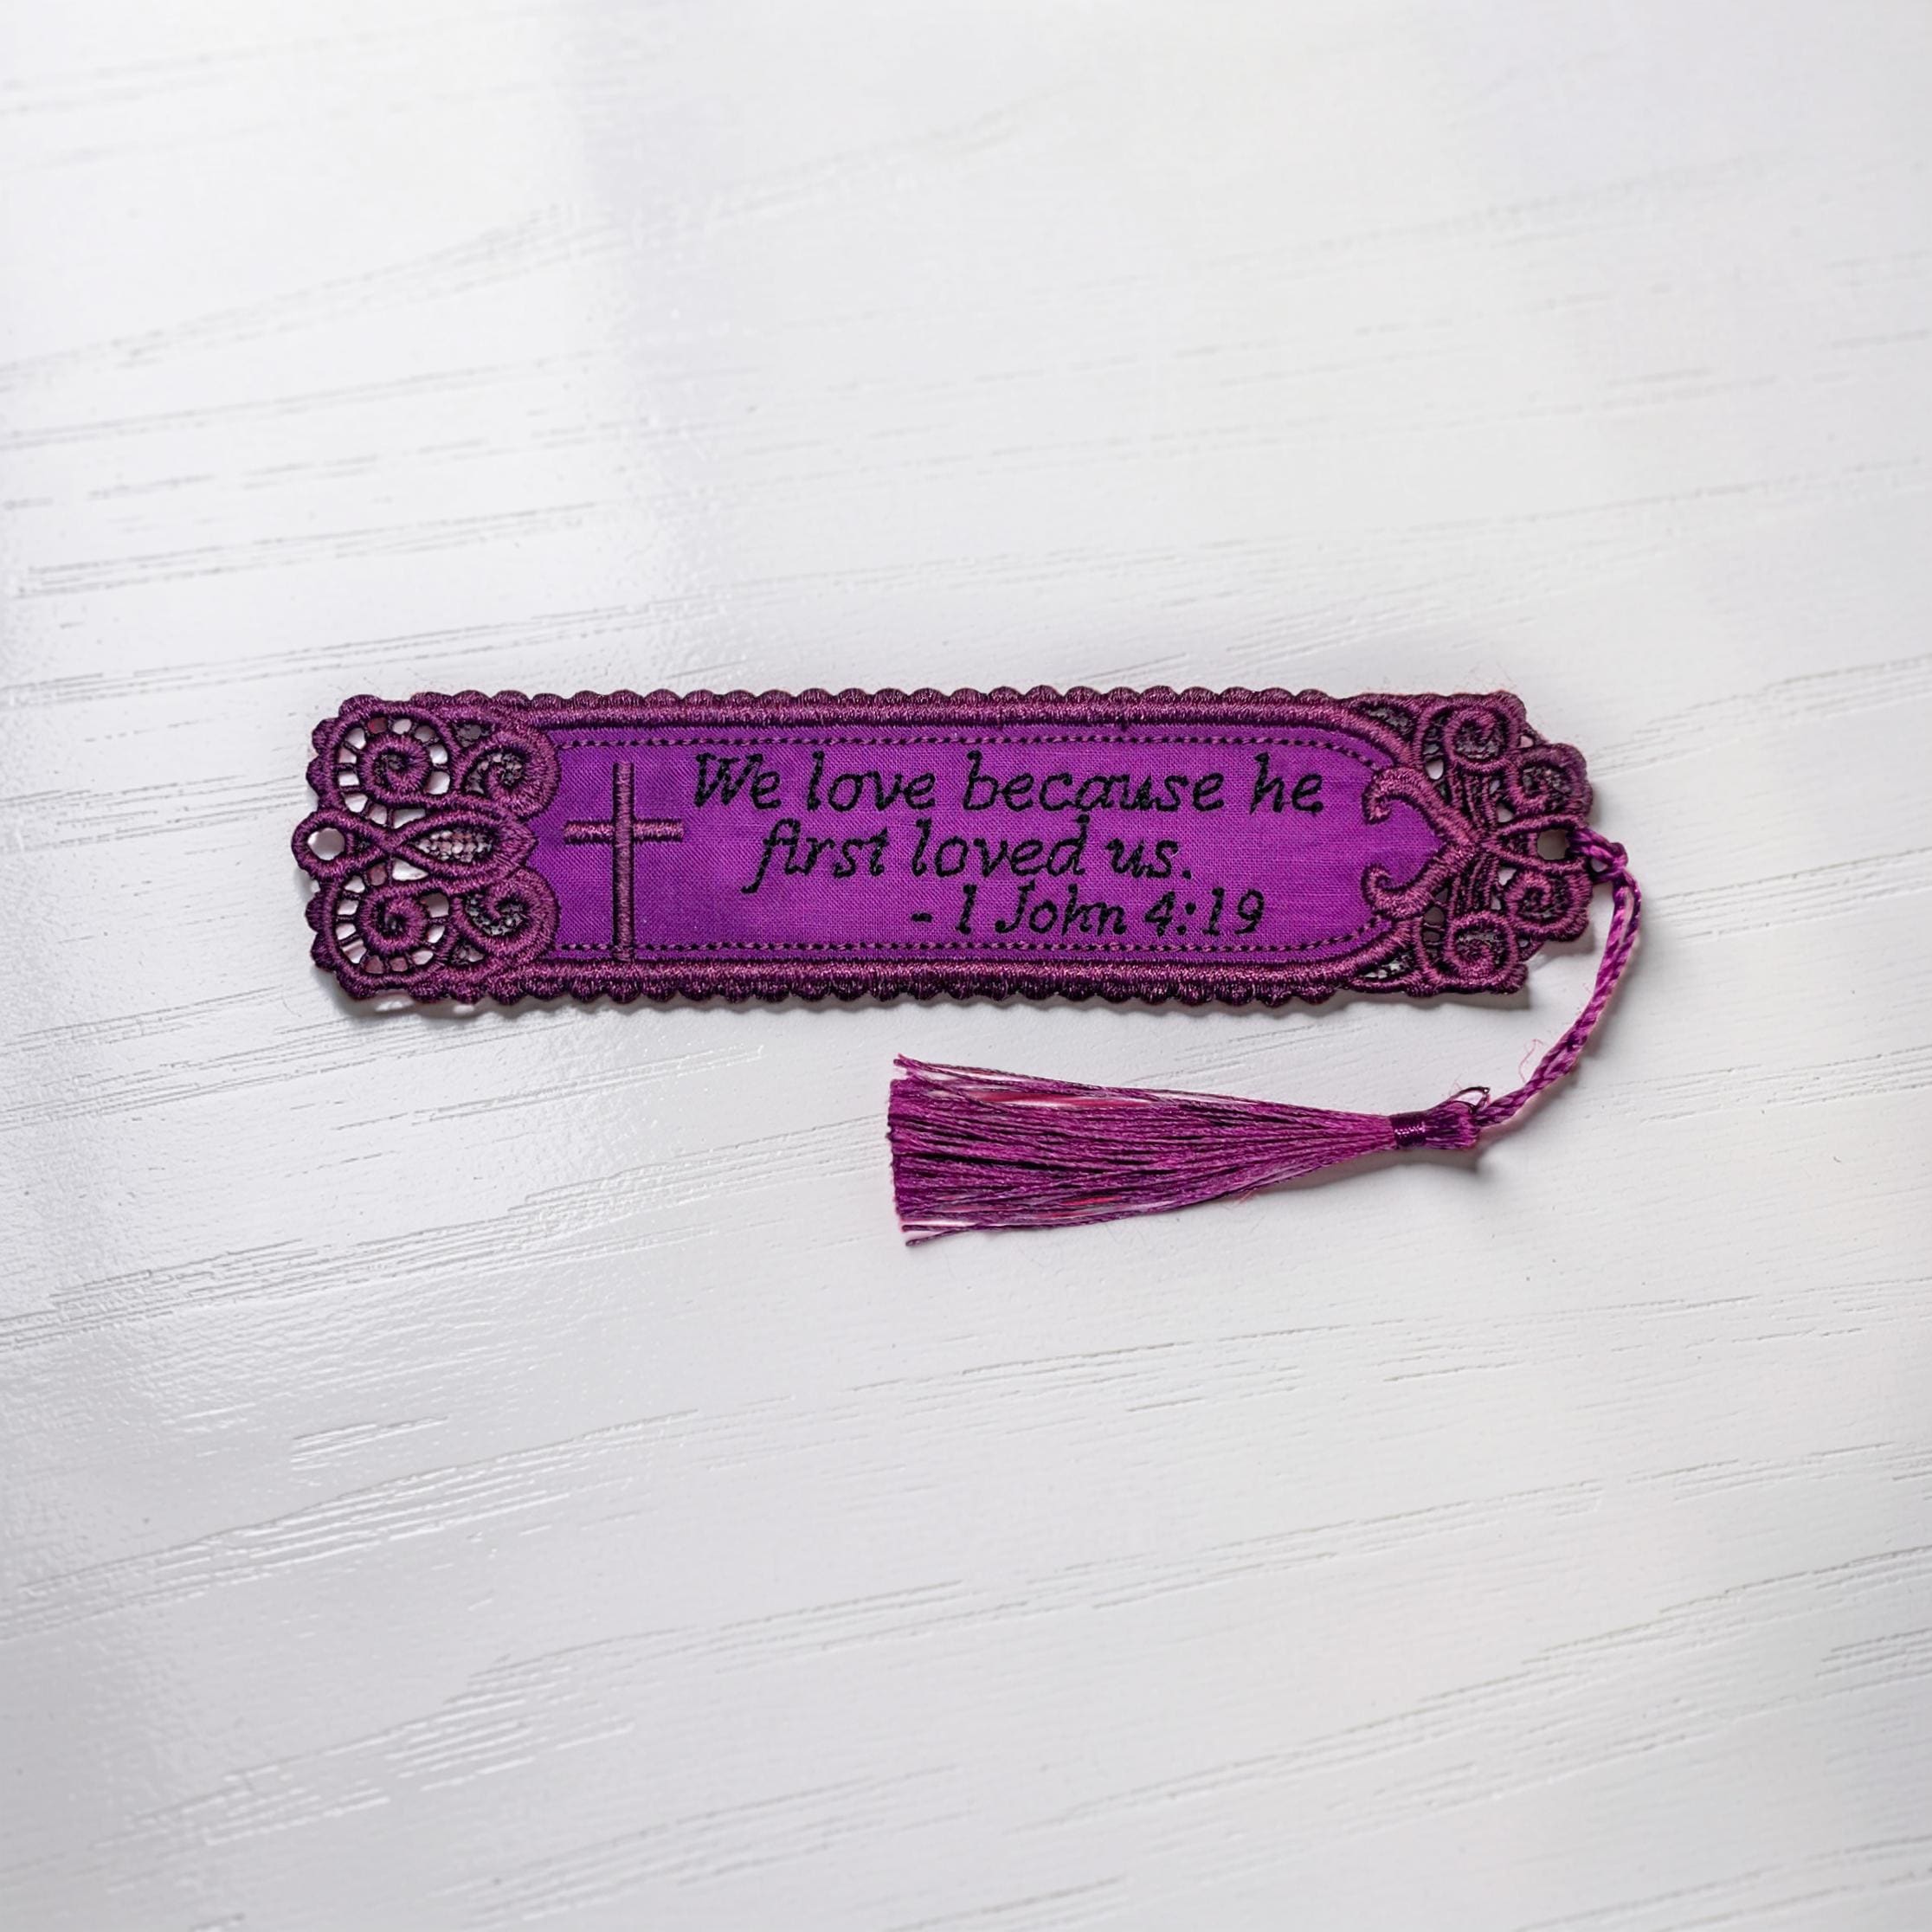 We love because he
first loved us.
- 1 John 4:19